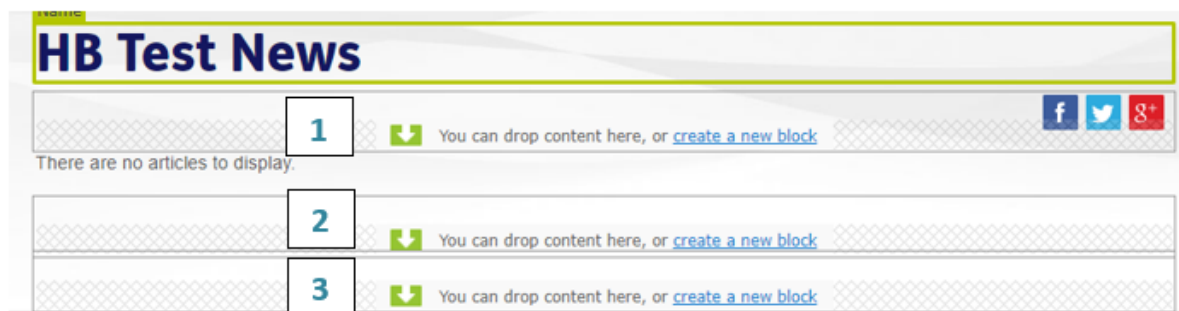 Name
HB Test News
1
You can drop content here, or create a new block
f
8+
There are no articles to display.
2
You can drop content here, or create a new block
3
You can drop content here, or create a new block